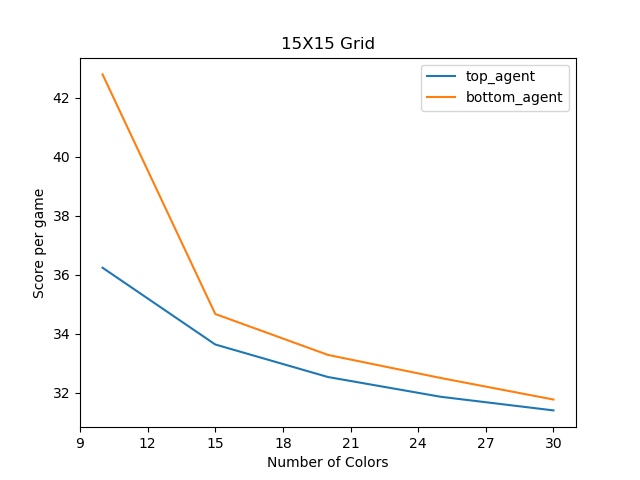 15X15 Grid
top_agent
bottom_agent
42
40
38
36
34
32
Score per game
9 12 15 18 21 24 27 30
Number of Colors